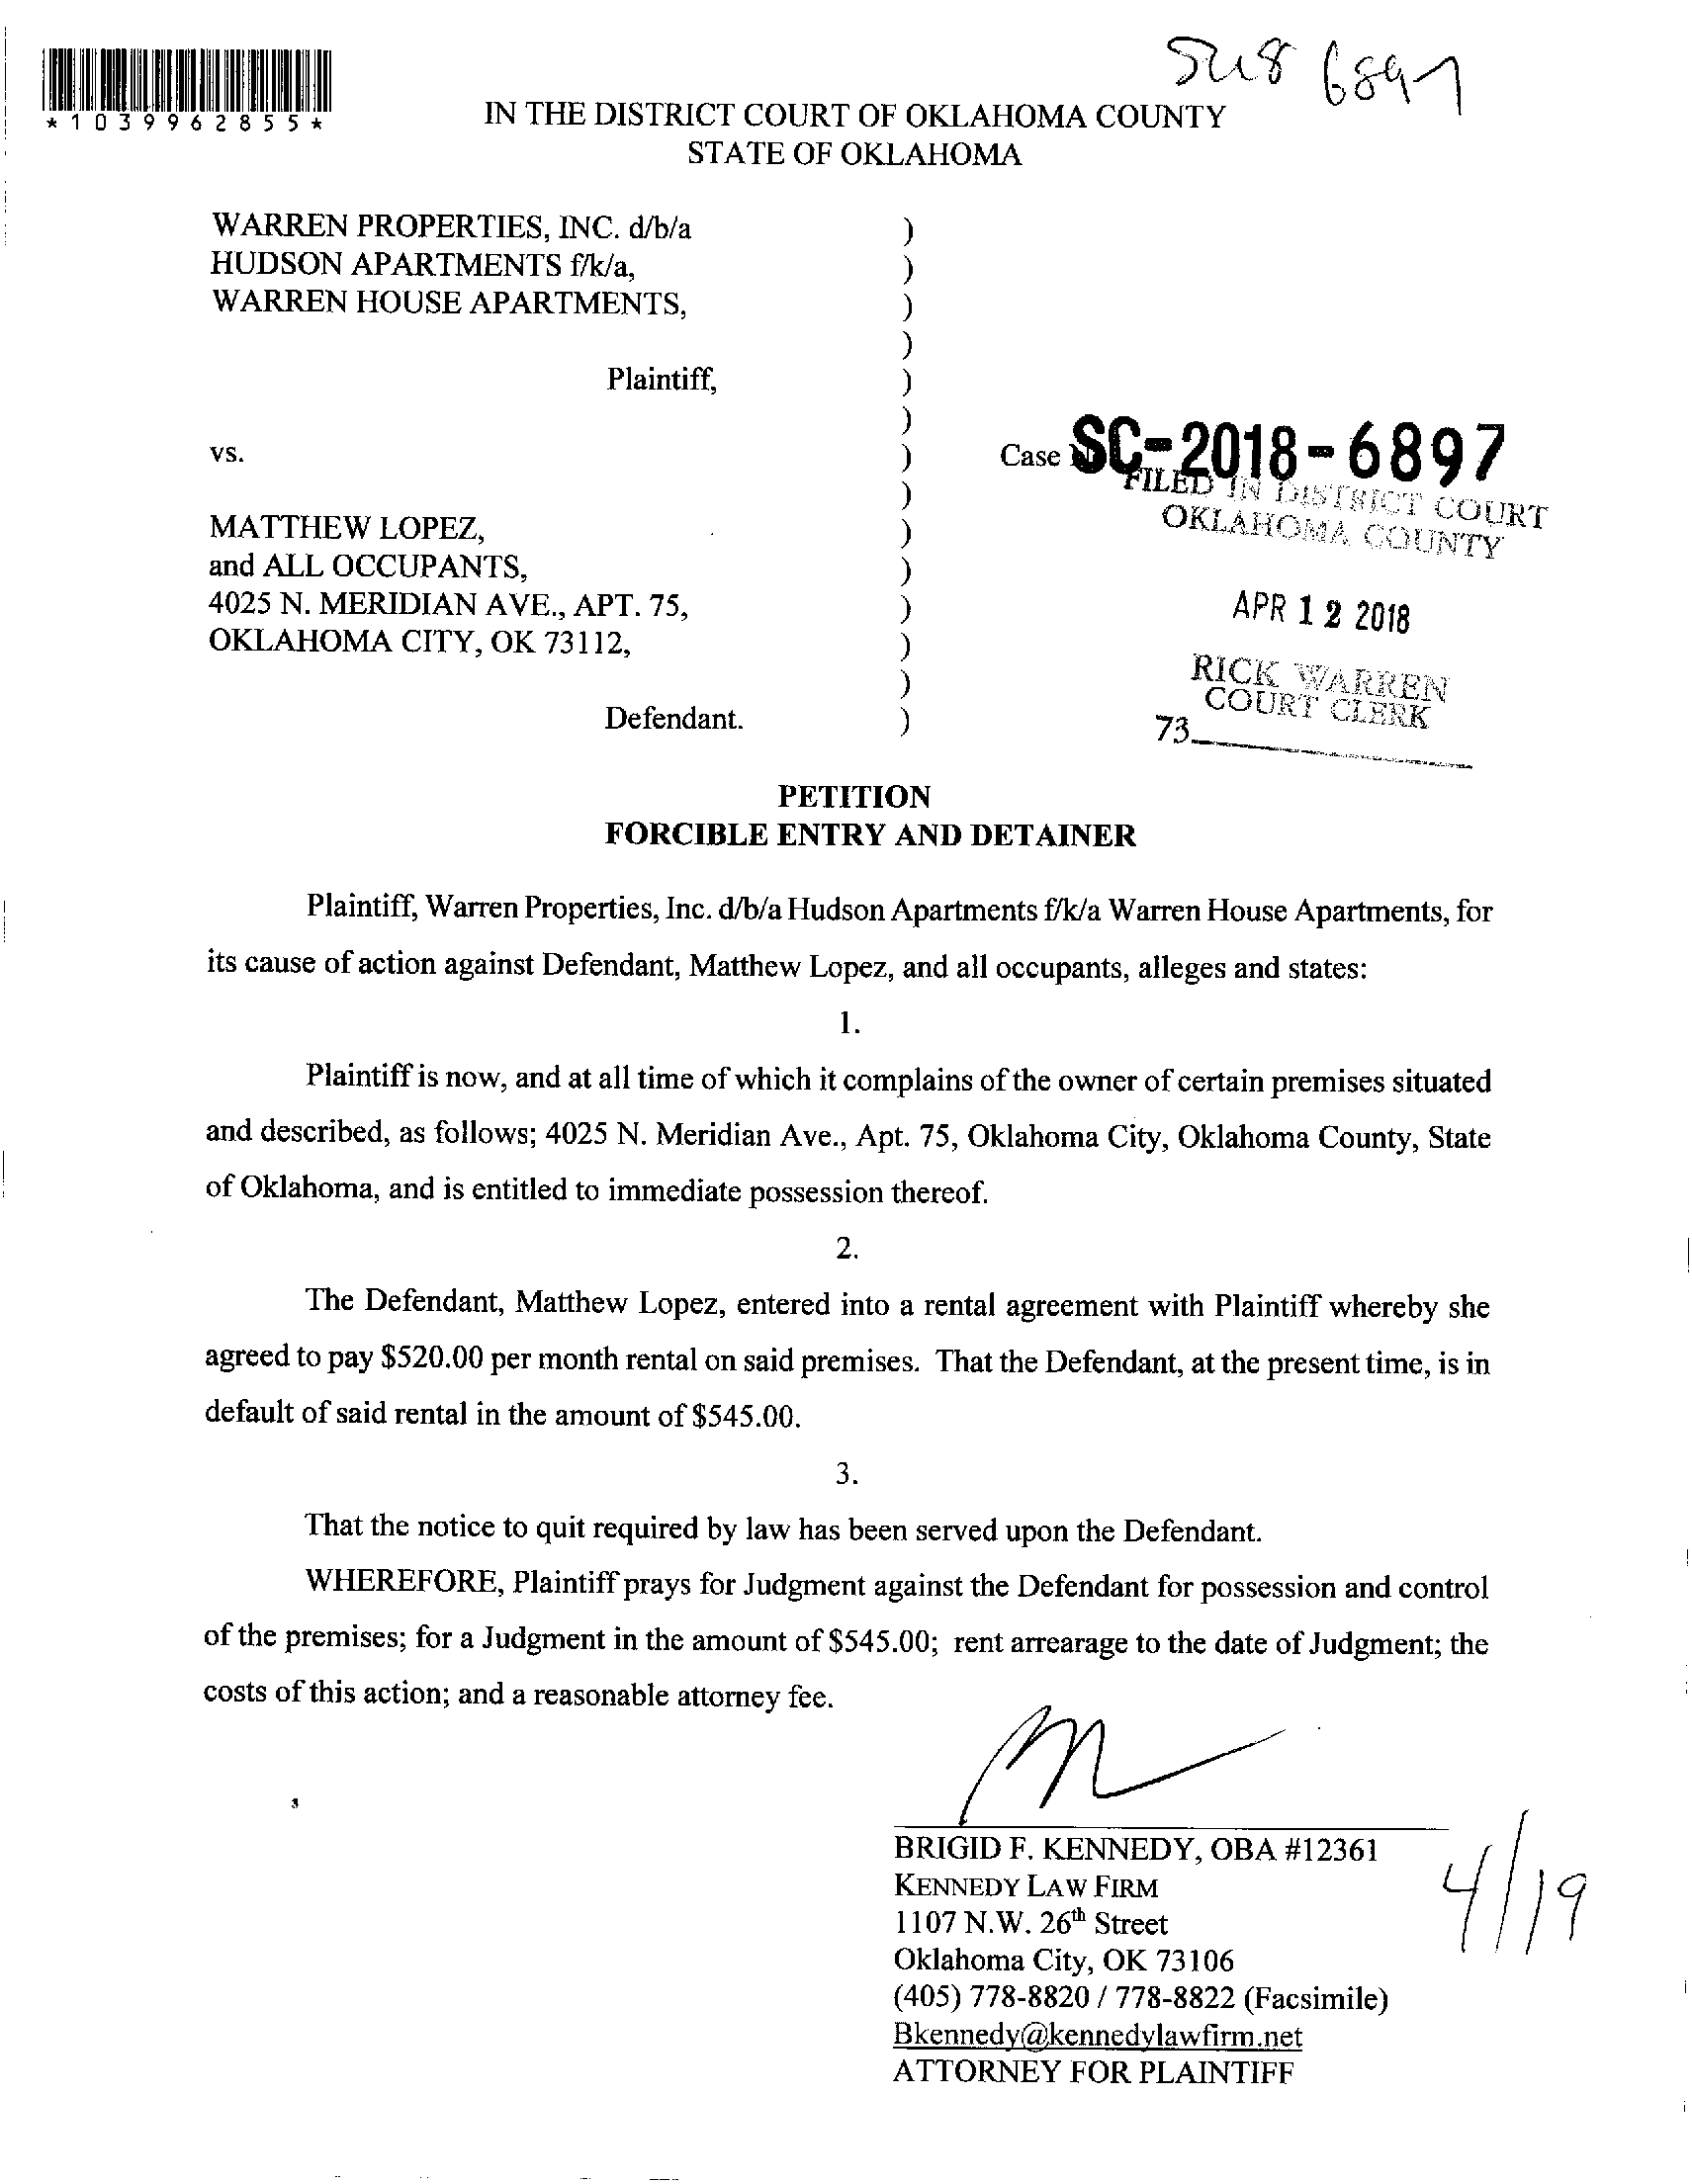 SC18 6897
*1039962855*
IN THE DISTRICT COURT OF OKLAHOMA COUNTY
STATE OF OKLAHOMA
WARREN PROPERTIES, INC. d/b/a )
HUDSON APARTMENTS f/k/a, )
WARREN HOUSE APARTMENTS, )
)
Plaintiff, )
)
vs. ) Case SC-2018-6897
) FILED IN DISTRICT COURT
MATTHEW LOPEZ, ) OKLAHOMA COUNTY
and ALL OCCUPANTS, )
4025 N. MERIDIAN AVE., APT. 75, ) APR 12 2018
OKLAHOMA CITY, OK 73112, )
) RICK WARREN
COURT CLERK
Defendant. ) 73
PETITION
FORCIBLE ENTRY AND DETAINER
Plaintiff, Warren Properties, Inc. d/b/a Hudson Apartments f/k/a Warren House Apartments, for
its cause of action against Defendant, Matthew Lopez, and all occupants, alleges and states:
1.
Plaintiff is now, and at all time of which it complains of the owner of certain premises situated
and described, as follows; 4025 N. Meridian Ave., Apt. 75, Oklahoma City, Oklahoma County, State
of Oklahoma, and is entitled to immediate possession thereof.
2.
The Defendant, Matthew Lopez, entered into a rental agreement with Plaintiff whereby she
agreed to pay $520.00 per month rental on said premises. That the Defendant, at the present time, is in
default of said rental in the amount of $545.00.
3.
That the notice to quit required by law has been served upon the Defendant.
WHEREFORE, Plaintiff prays for Judgment against the Defendant for possession and control
of the premises; for a Judgment in the amount of $545.00; rent arrearage to the date of Judgment; the
costs of this action; and a reasonable attorney fee.
BRIGID F. KENNEDY, OBA #12361
KENNEDY LAW FIRM
1107 N.W. 26th Street
Oklahoma City, OK 73106
(405) 778-8820 / 778-8822 (Facsimile)
Bkennedy@kennedylawfirm.net
ATTORNEY FOR PLAINTIFF
4/19